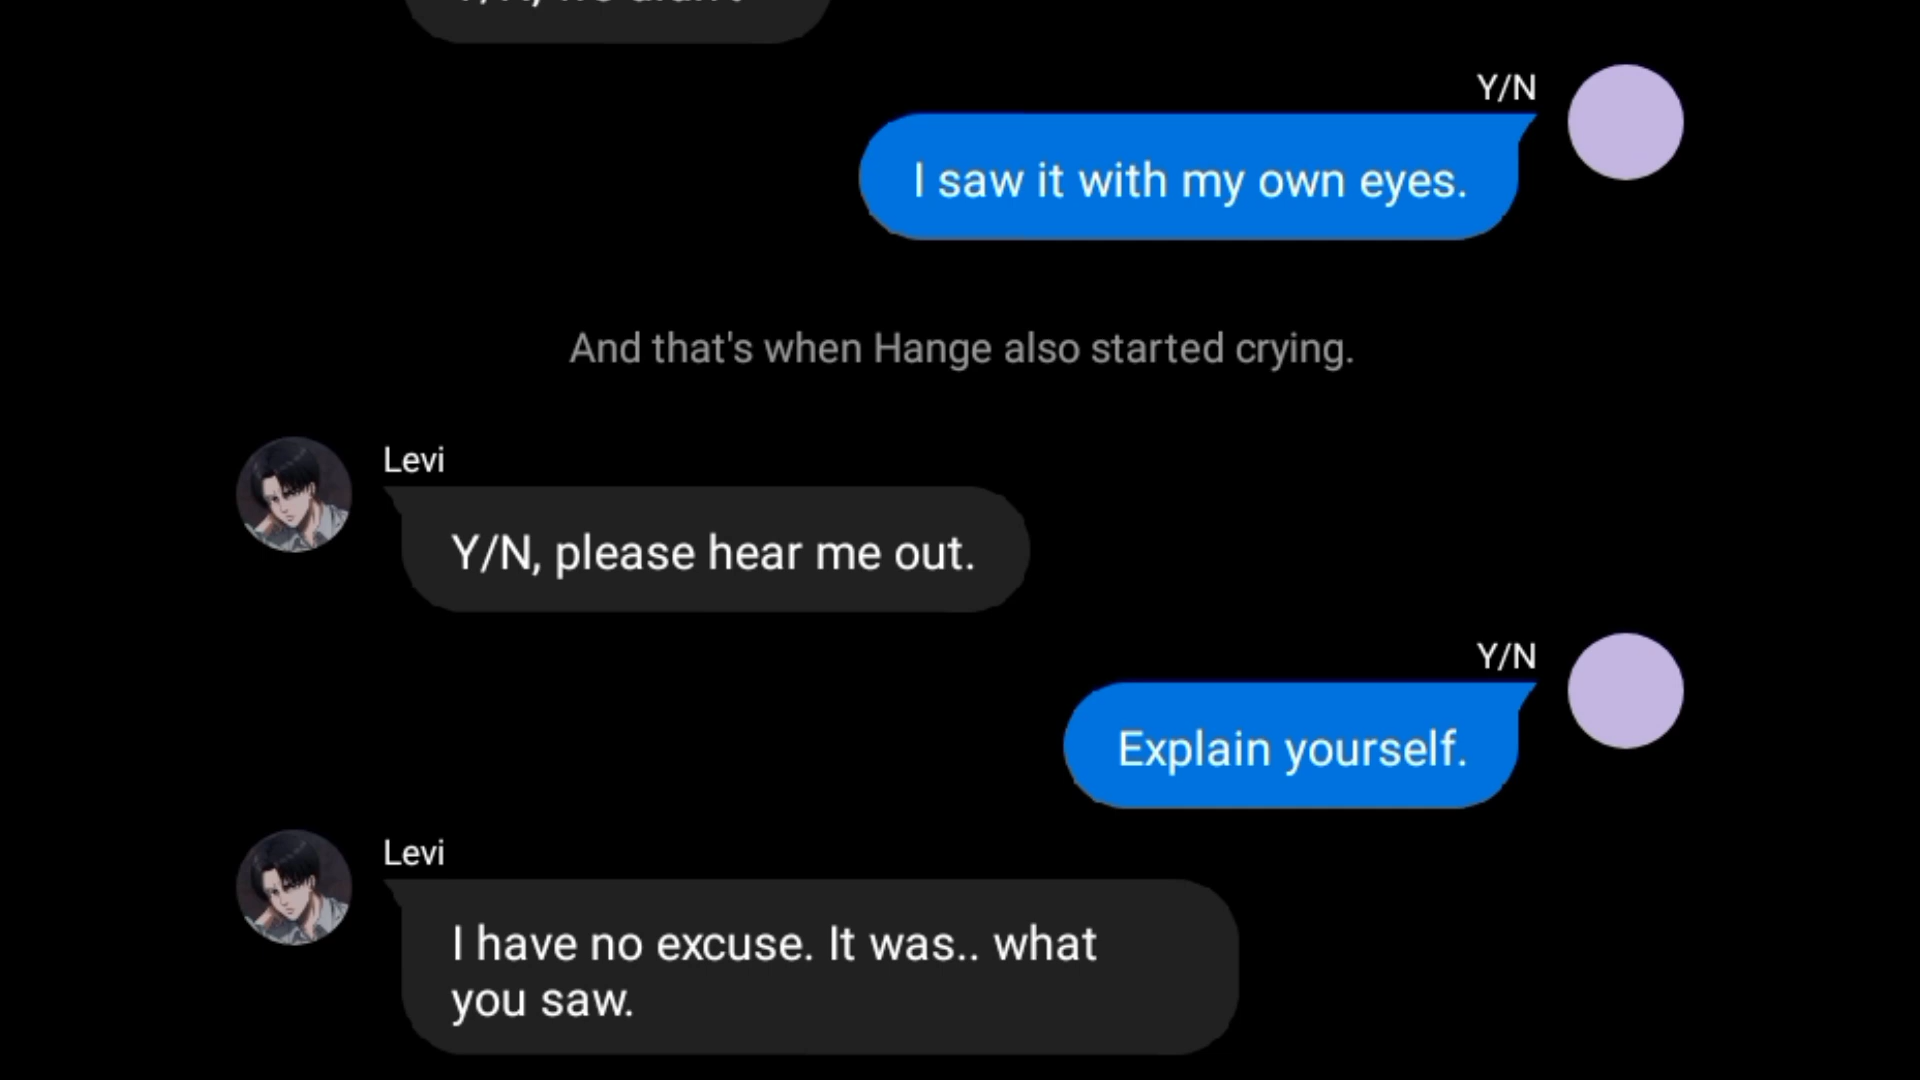 Y/N
I saw it with my own eyes.
And that's when Hange also started crying.
Levi
Y/N, please hear me out.
Y/N
Explain yourself.
Levi
I have no excuse. It was.. what
you saw.